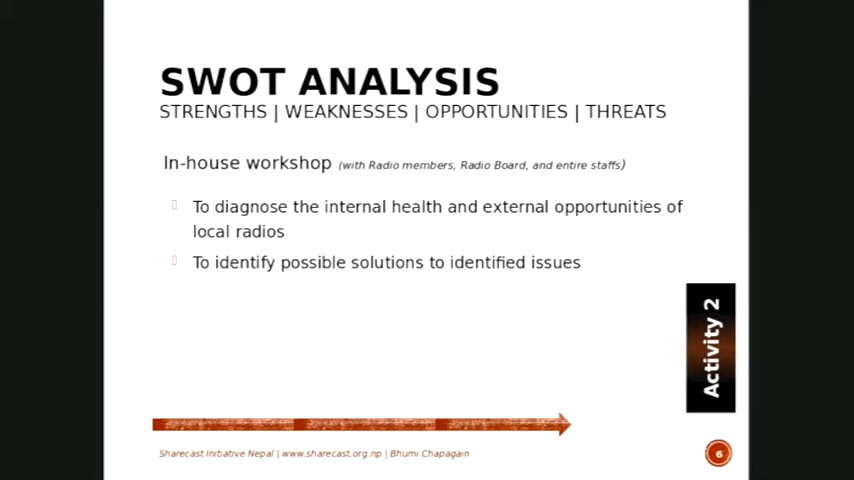 SWOT ANALYSIS
STRENGTHS | WEAKNESSES | OPPORTUNITIES | THREATS
In-house workshop (with Radio members, Radio Board, and entire staffs)
To diagnose the internal health and external opportunities of
local radios
To identify possible solutions to identified issues
Activity 2
Sharecast Initiative Nepal | www.sharecast.org.np | Bhumi Chapagain
6